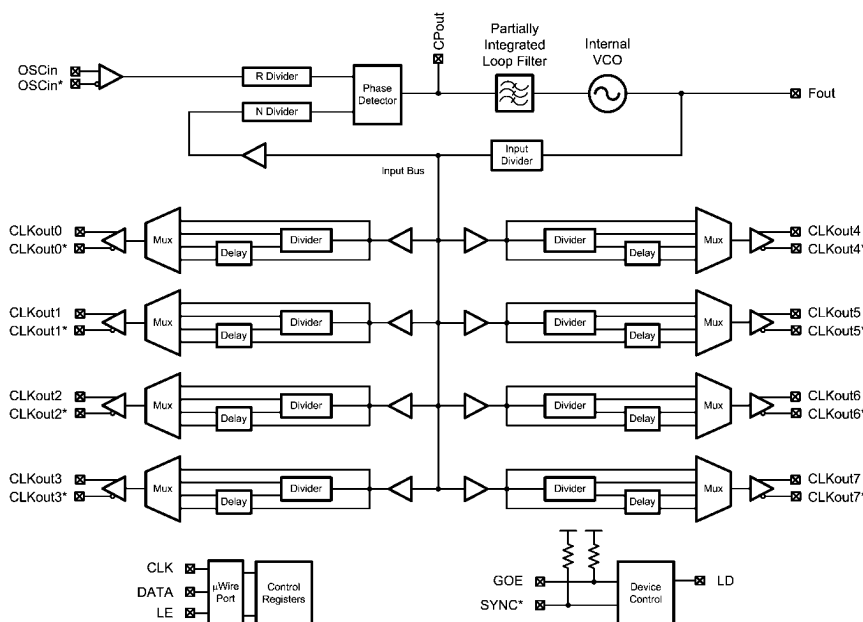 CPout
Partially
Integrated
Loop Filter
Internal
VCO
OSCin
OSCin*
R Divider
N Divider
Phase
Detector
Fout
Input
Divider
Input Bus
CLKout0
CLKout0*
Mux
Delay
Divider
Divider
Delay
Mux
CLKout4
CLKout4*
CLKout1
CLKout1*
Mux
Delay
Divider
Divider
Delay
Mux
CLKout5
CLKout5*
CLKout2
CLKout2*
Mux
Delay
Divider
Divider
Delay
Mux
CLKout6
CLKout6*
CLKout3
CLKout3*
Mux
Delay
Divider
Divider
Delay
Mux
CLKout7
CLKout7*
CLK
DATA
LE
µWire
Port
Control
Registers
GOE
SYNC*
Device
Control
LD